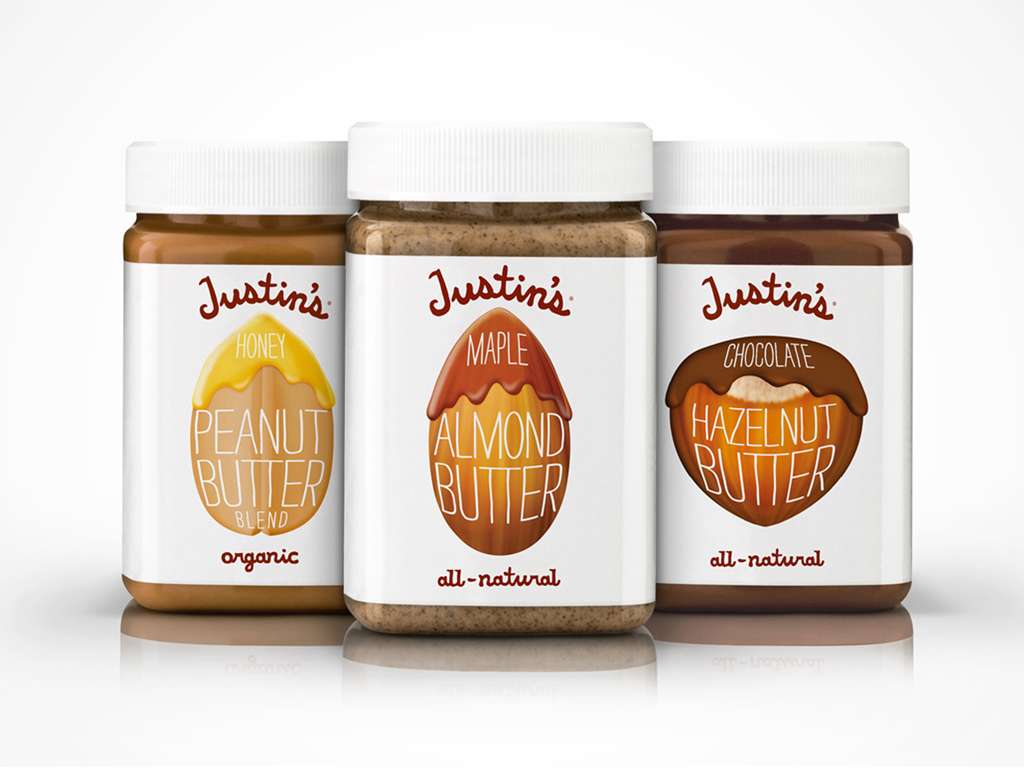 Justin's®
HONEY
PEANUT
BUTTER
BLEND
organic
Justin's®
MAPLE
ALMOND
BUTTER
all-natural
Justin's®
CHOCOLATE
HAZELNUT
BUTTER
all-natural